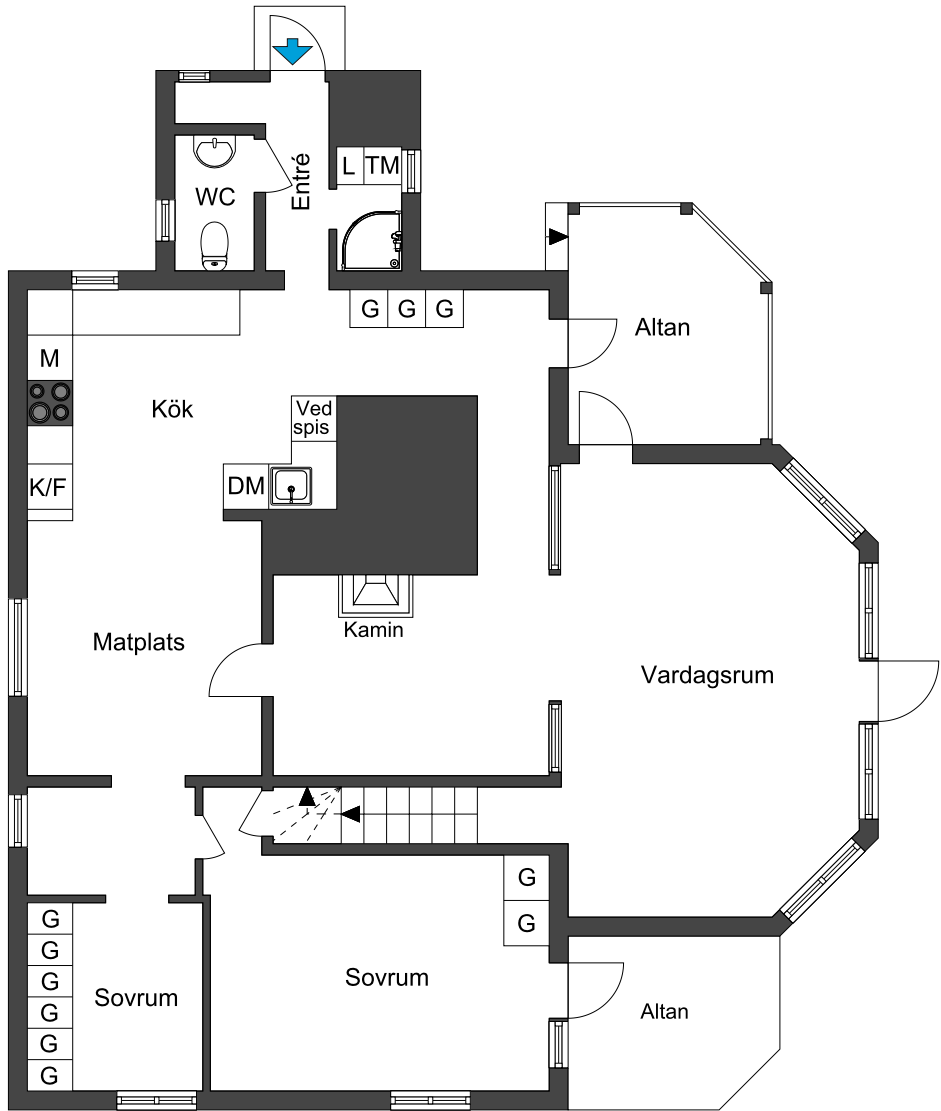 Entré
L TM
WC
G G G
Altan
M
Kök
Ved
spis
K/F
DM
Kamin
Matplats
Vardagsrum
G
G
G
G
G
G
G
G
Sovrum
Sovrum
Altan